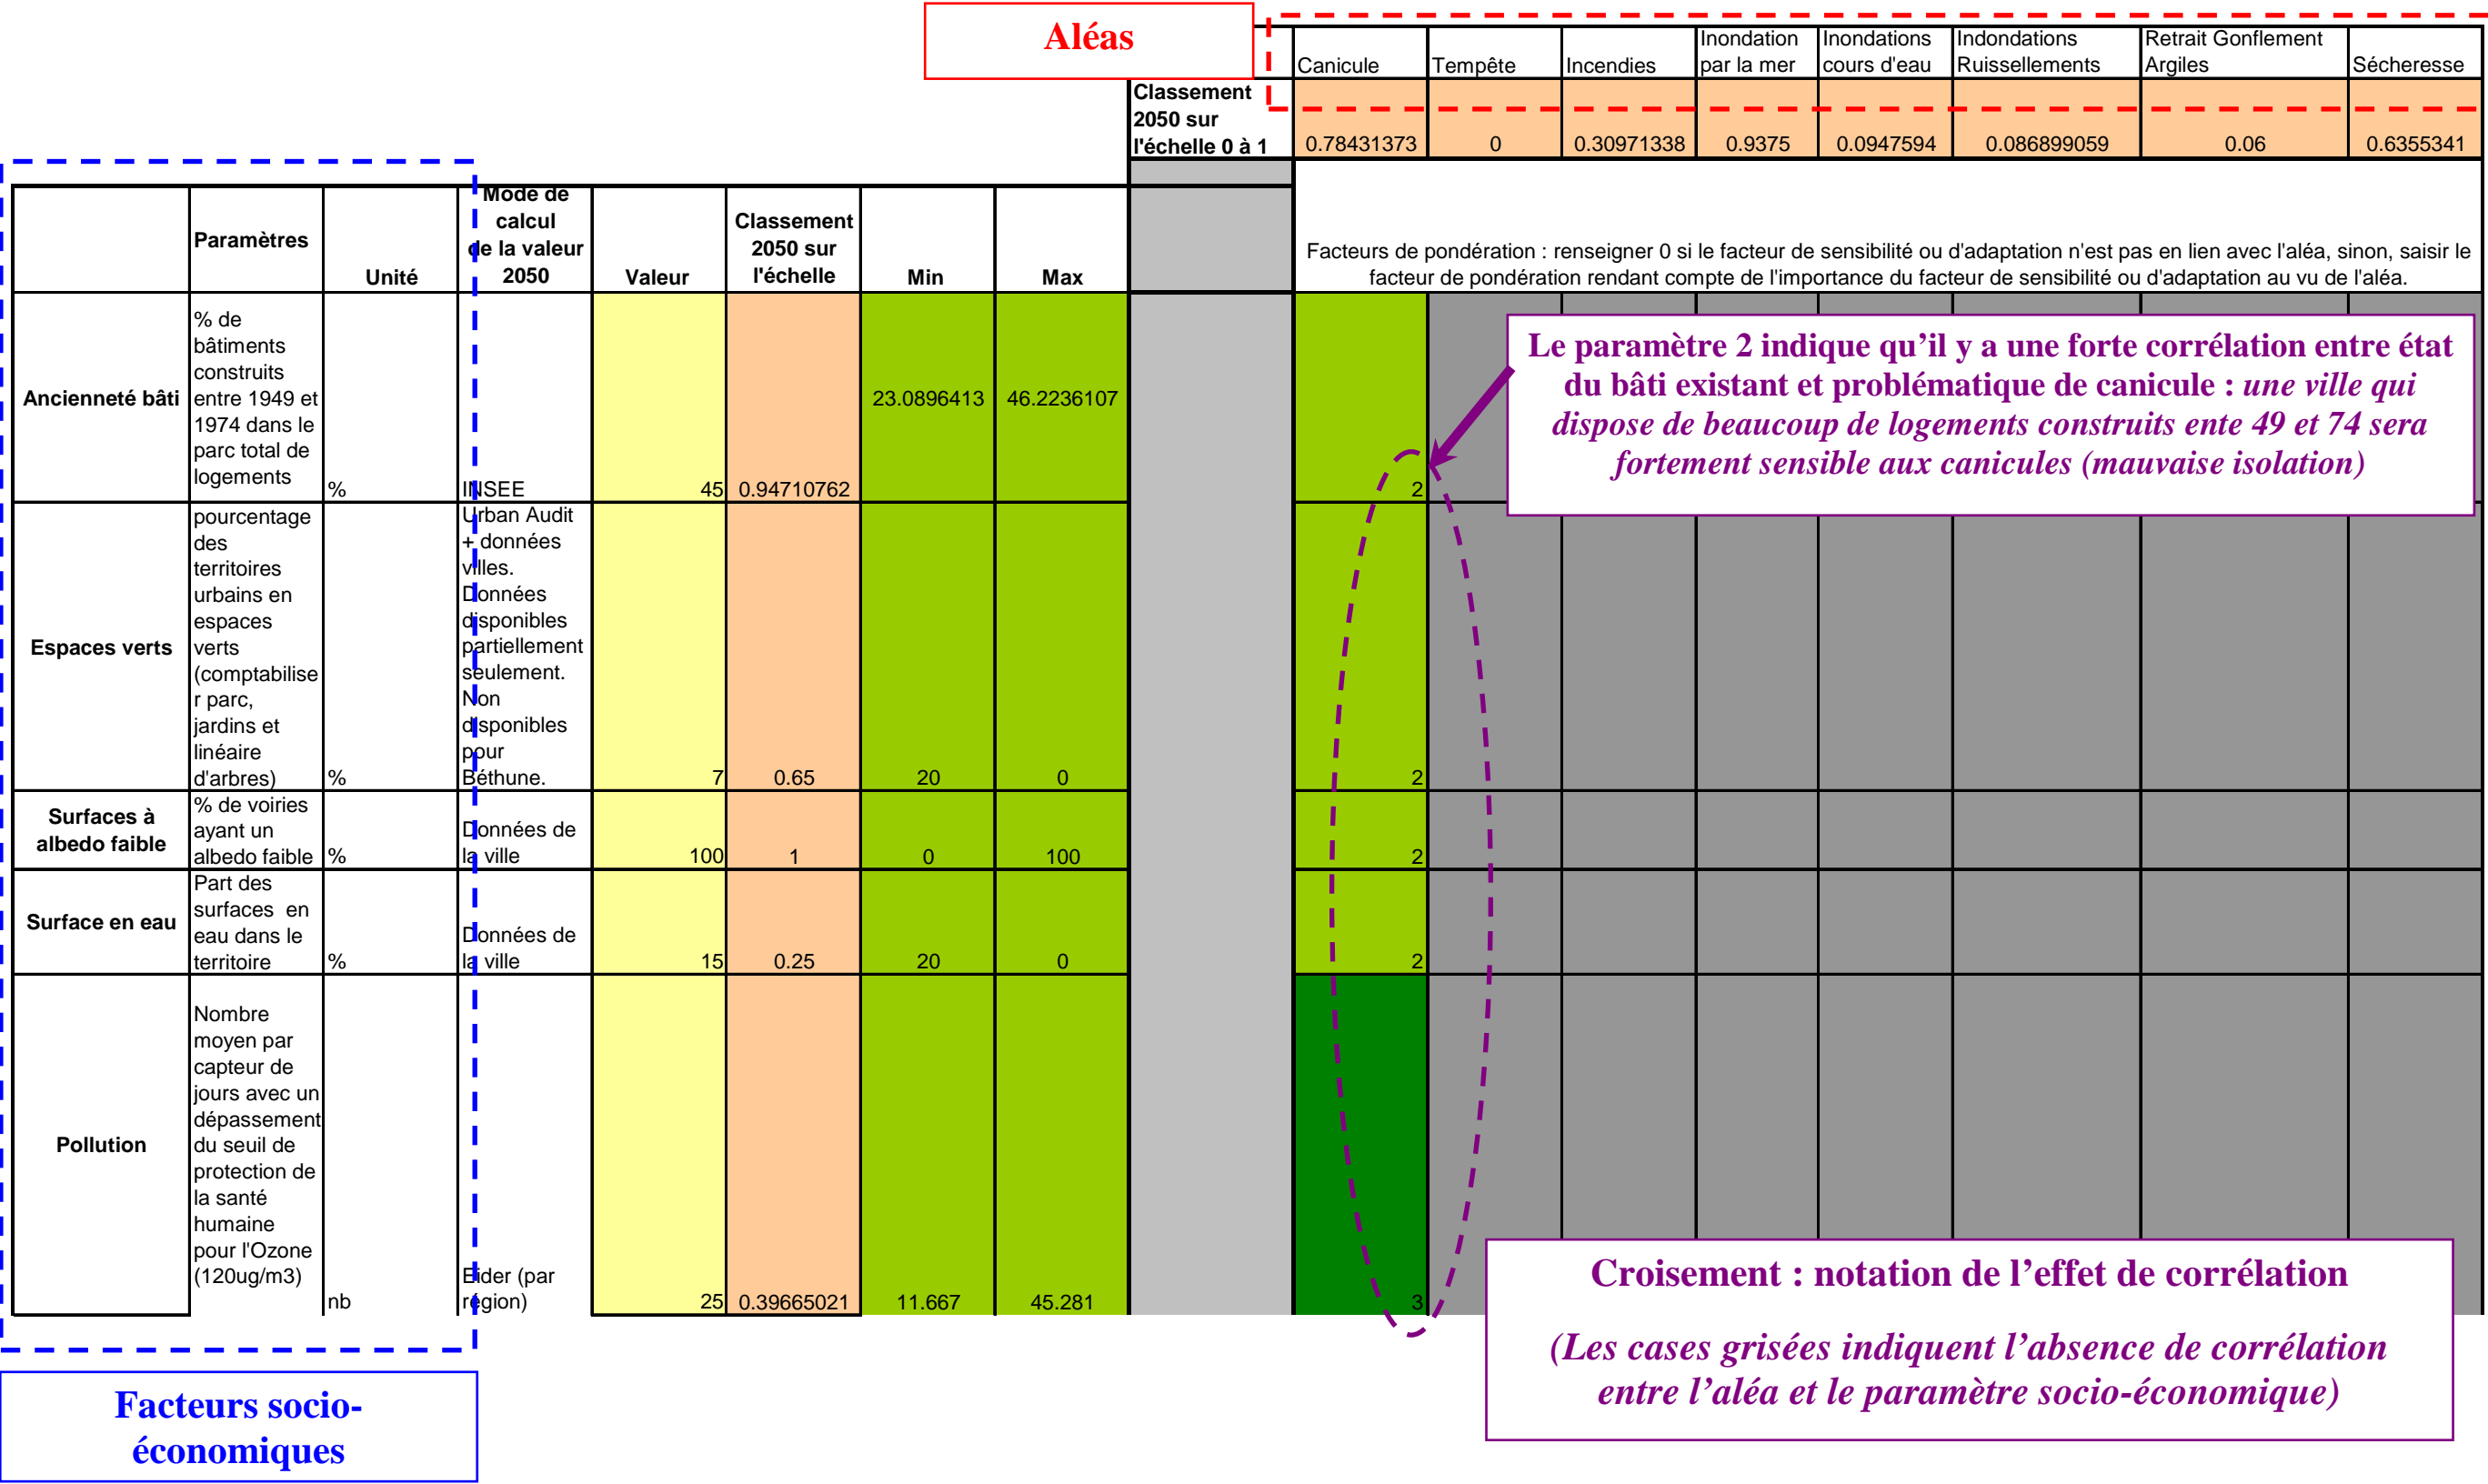 Aléas
Canicule
Tempête
Incendies
Inondation
par la mer
Inondations
cours d'eau
Indondations
Ruissellements
Retrait Gonflement
Argiles
Sécheresse
Classement
2050 sur
l'échelle 0 à 1
0.78431373
0
0.30971338
0.9375
0.0947594
0.086899059
0.06
0.6355341
Paramètres
Unité
Mode de
calcul
de la valeur
2050
Valeur
Classement
2050 sur
l'échelle
Min
Max
Facteurs de pondération : renseigner 0 si le facteur de sensibilité ou d'adaptation n'est pas en lien avec l'aléa, sinon, saisir le
facteur de pondération rendant compte de l'importance du facteur de sensibilité ou d'adaptation au vu de l'aléa.
Ancienneté bâti
% de
bâtiments
construits
entre 1949 et
1974 dans le
parc total de
logements
%
INSEE
45
0.94710762
23.0896413
46.2236107
2
Le paramètre 2 indique qu'il y a une forte corrélation entre état
du bâti existant et problématique de canicule : une ville qui
dispose de beaucoup de logements construits ente 49 et 74 sera
fortement sensible aux canicules (mauvaise isolation)
Espaces verts
pourcentage
des
territoires
urbains en
espaces
verts
(comptabilise
r parc,
jardins et
linéaire
d'arbres)
%
Urban Audit
+ données
villes.
Données
disponibles
partiellement
seulement.
Non
disponibles
pour
Béthune.
7
0.65
20
0
2
Surfaces à
albedo faible
% de voiries
ayant un
albedo faible
%
Données de
la ville
100
1
0
100
2
Surface en eau
Part des
surfaces en
eau dans le
territoire
%
Données de
la ville
15
0.25
20
0
2
Pollution
Nombre
moyen par
capteur de
jours avec un
dépassement
du seuil de
protection de
la santé
humaine
pour l'Ozone
(120ug/m3)
nb
Eider (par
région)
25
0.39665021
11.667
45.281
3
Croisement : notation de l'effet de corrélation
(Les cases grisées indiquent l'absence de corrélation
entre l'aléa et le paramètre socio-économique)
Facteurs socio-
économiques